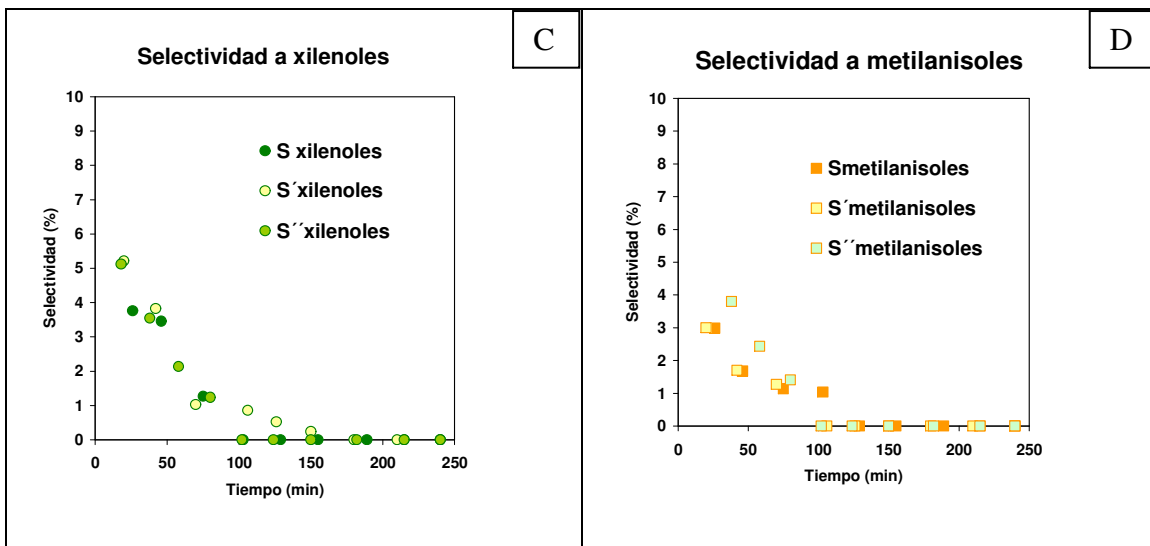 C
Selectividad a xilenoles
10
9
8
7
6
5
4
3
2
1
0
Selectividad (%)
S xilenoles
S´xilenoles
S´´xilenoles
0 50 100 150 200 250
Tiempo (min)
D
Selectividad a metilanisoles
10
9
8
7
6
5
4
3
2
1
0
Selectividad (%)
Smetilanisoles
S´metilanisoles
S´´metilanisoles
0 50 100 150 200 250
Tiempo (min)